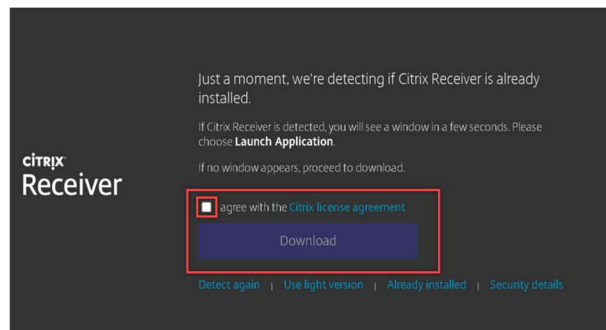 Just a moment, we're detecting if Citrix Receiver is already
installed.
If Citrix Receiver is detected, you will see a window in a few seconds. Please
choose Launch Application.
If no window appears, proceed to download.
CİTRIX
Receiver
agree with the Citrix license agreement
Download
Detect again | Use light version | Already installed | Security details